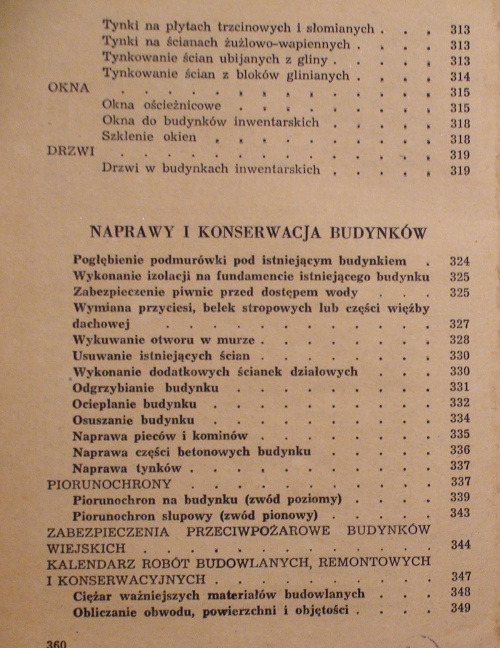 Tynki na płytach trzcinowych i słomianych . . . 313
Tynki na ścianach żużlowo-wapiennych . . . . 313
Tynkowanie ścian ubijanych z gliny . . . . . 313
Tynkowanie ścian z bloków glinianych . . . . 314
OKNA . . . . . . . . . . . 315
Okna ościeżnicowe . . . . . . . . 315
Okna do budynków inwentarskich . . . . . 318
Szklenie okien . . . . . . . . . 318
DRZWI . . . . . . . . . . . 319
Drzwi w budynkach inwentarskich . . . . . 319
NAPRAWY I KONSERWACJA BUDYNKÓW
Pogłębienie podmurówki pod istniejącym budynkiem . 324
Wykonanie izolacji na fundamencie istniejącego budynku 325
Zabezpieczenie piwnic przed dostępem wody . . . 325
Wymiana przyciesi, belek stropowych lub części więźby
dachowej . . . . . . . . . . . 327
Wykuwanie otworu w murze . . . . . . . . 328
Usuwanie istniejących ścian . . . . . . . . 330
Wykonanie dodatkowych ścianek działowych . . . . 330
Odgrzybianie budynku . . . . . . . . . 331
Ocieplanie budynku . . . . . . . . . . 332
Osuszanie budynku . . . . . . . . . . 334
Naprawa pieców i kominów . . . . . . . . 335
Naprawa części betonowych budynku . . . . . 336
Naprawa tynków . . . . . . . . . . . 337
PIORUNOCHRONY . . . . . . . . . . . 337
Piorunochron na budynku (zwód poziomy) . . . . 339
Piorunochron słupowy (zwód pionowy) . . . . . 343
ZABEZPIECZENIA PRZECIWPOŻAROWE BUDYNKÓW
WIEJSKICH . . . . . . . . . . . . . 344
KALENDARZ ROBÓT BUDOWLANYCH, REMONTOWYCH
I KONSERWACYJNYCH . . . . . . . . . . 347
Ciężar ważniejszych materiałów budowlanych . . . 348
Obliczanie obwodu, powierzchni i objętości . . . . 349
360